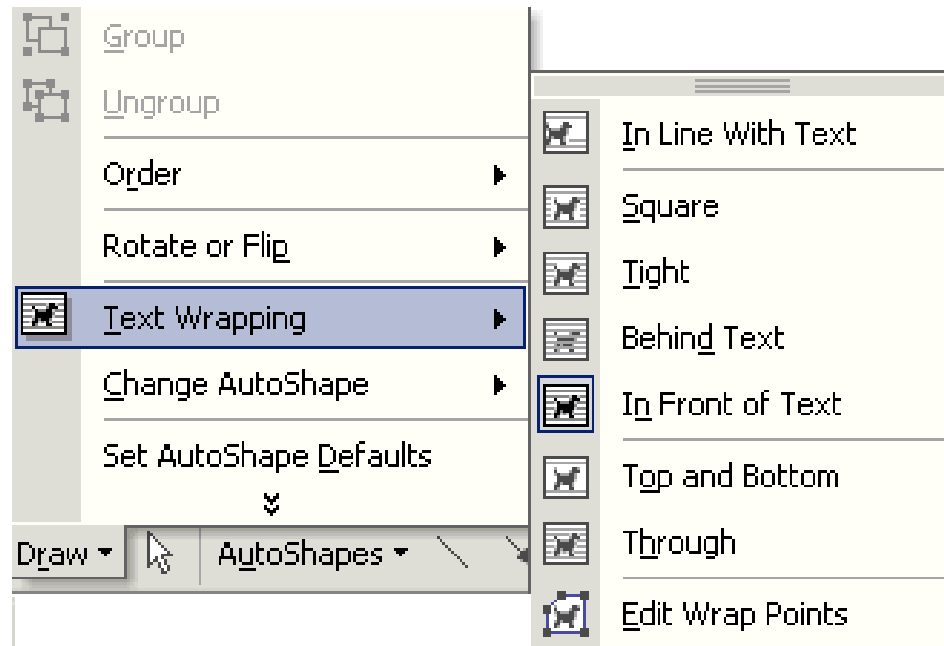 Group
Ungroup
Order
Rotate or Flip
Text Wrapping
Change AutoShape
Set AutoShape Defaults
Draw
AutoShapes
In Line With Text
Square
Tight
Behind Text
In Front of Text
Top and Bottom
Through
Edit Wrap Points